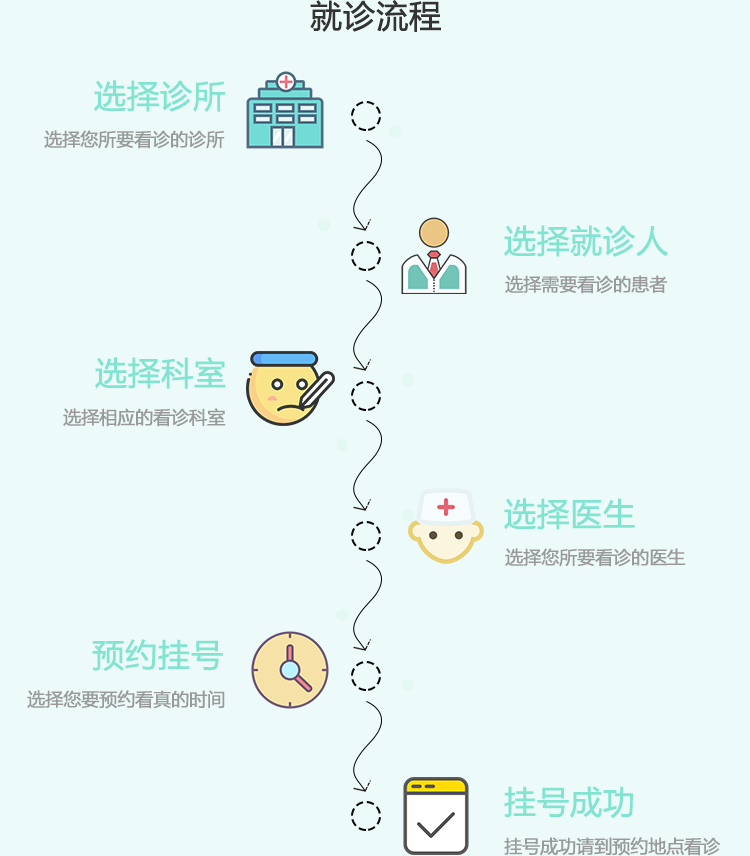 就诊流程
选择诊所
选择您所要看诊的诊所
选择就诊人
选择需要看诊的患者
选择科室
选择相应的看诊科室
选择医生
选择您所要看诊的医生
预约挂号
选择您要预约看真的时间
挂号成功
挂号成功请到预约地点看诊